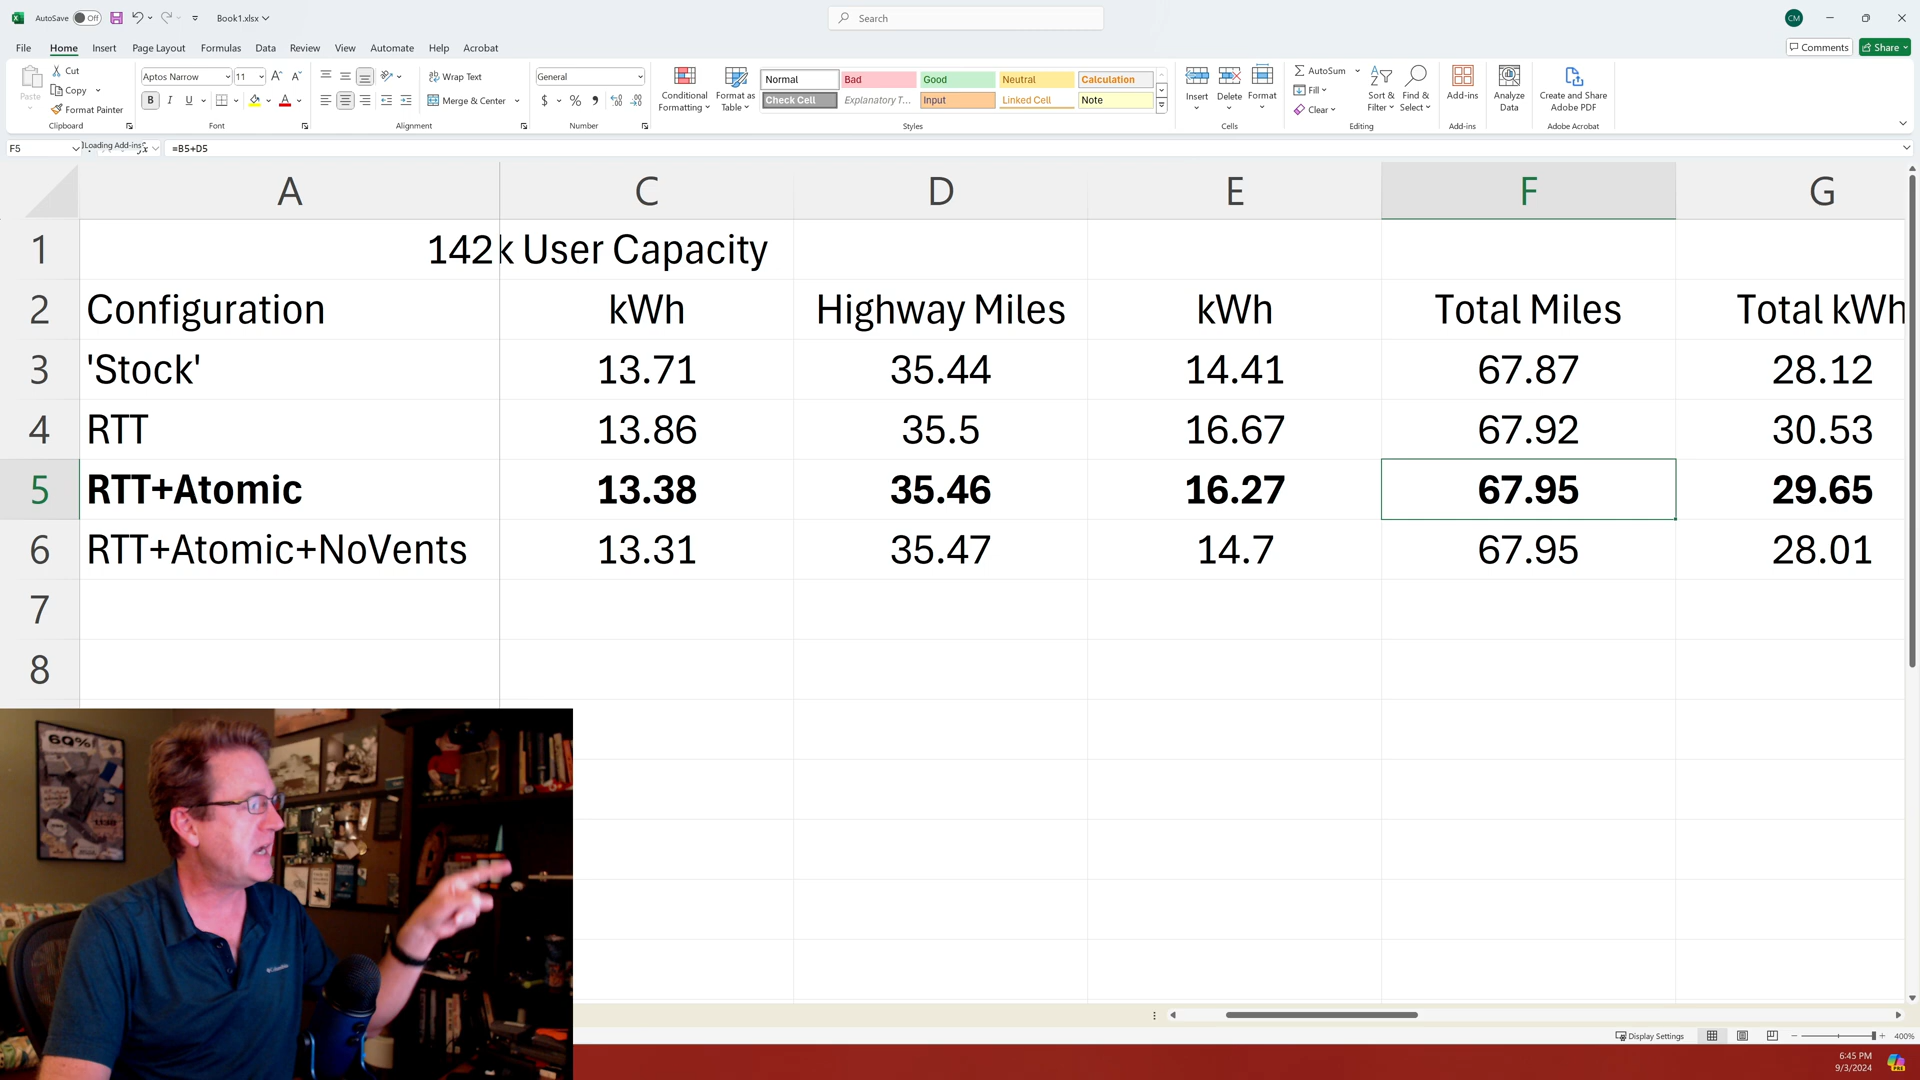 AutoSave Off Book1.xlsx Search CM
File Home Insert Page Layout Formulas Data Review View Automate Help Acrobat Comments Share
Paste Cut Copy Format Painter Clipboard
Aptos Narrow 11 B I U Font
Wrap Text Merge & Center Alignment
General $ % Number
Conditional Formatting Format as Table
Normal Bad Good Neutral Calculation
Check Cell Explanatory T... Input Linked Cell Note
Styles
Insert Delete Format Cells
AutoSum Fill Clear Sort & Filter Find & Select Editing
Add-ins Add-ins
Analyze Data
Create and Share Adobe PDF Adobe Acrobat
F5 Loading Add-ins fx =B5+D5
A C D E F G
1 142k User Capacity
2 Configuration kWh Highway Miles kWh Total Miles Total kWh
3 'Stock' 13.71 35.44 14.41 67.87 28.12
4 RTT 13.86 35.5 16.67 67.92 30.53
5 RTT+Atomic 13.38 35.46 16.27 67.95 29.65
6 RTT+Atomic+NoVents 13.31 35.47 14.7 67.95 28.01
7
8
6Q%
Columbia
Display Settings 400%
6:45 PM
9/3/2024